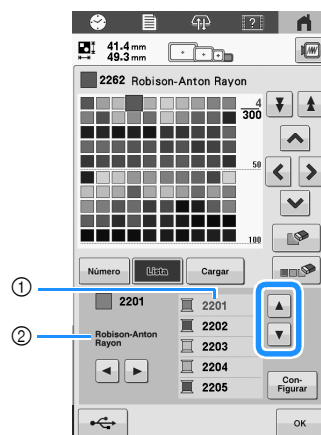 ?
41.4 mm
49.3 mm
2262 Robison-Anton Rayon
4
300
50
100
Número
Lista
Cargar
①
2201
2201
②
Robison-Anton
Rayon
2202
2203
2204
2205
Con-
Figurar
OK